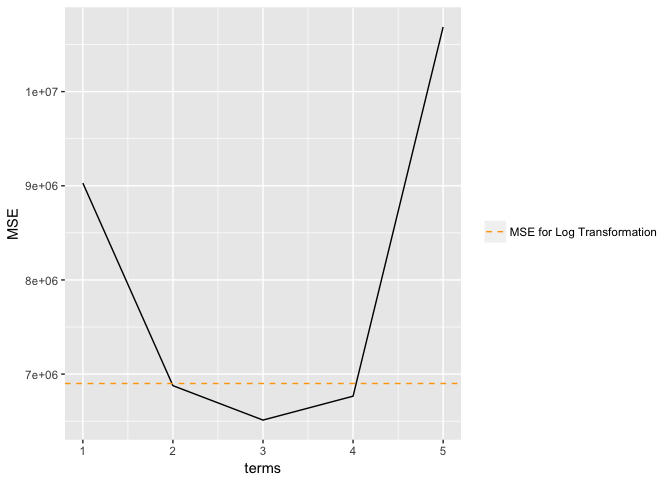 MSE
1e+07
9e+06
8e+06
7e+06
1 2 3 4 5
terms
MSE for Log Transformation